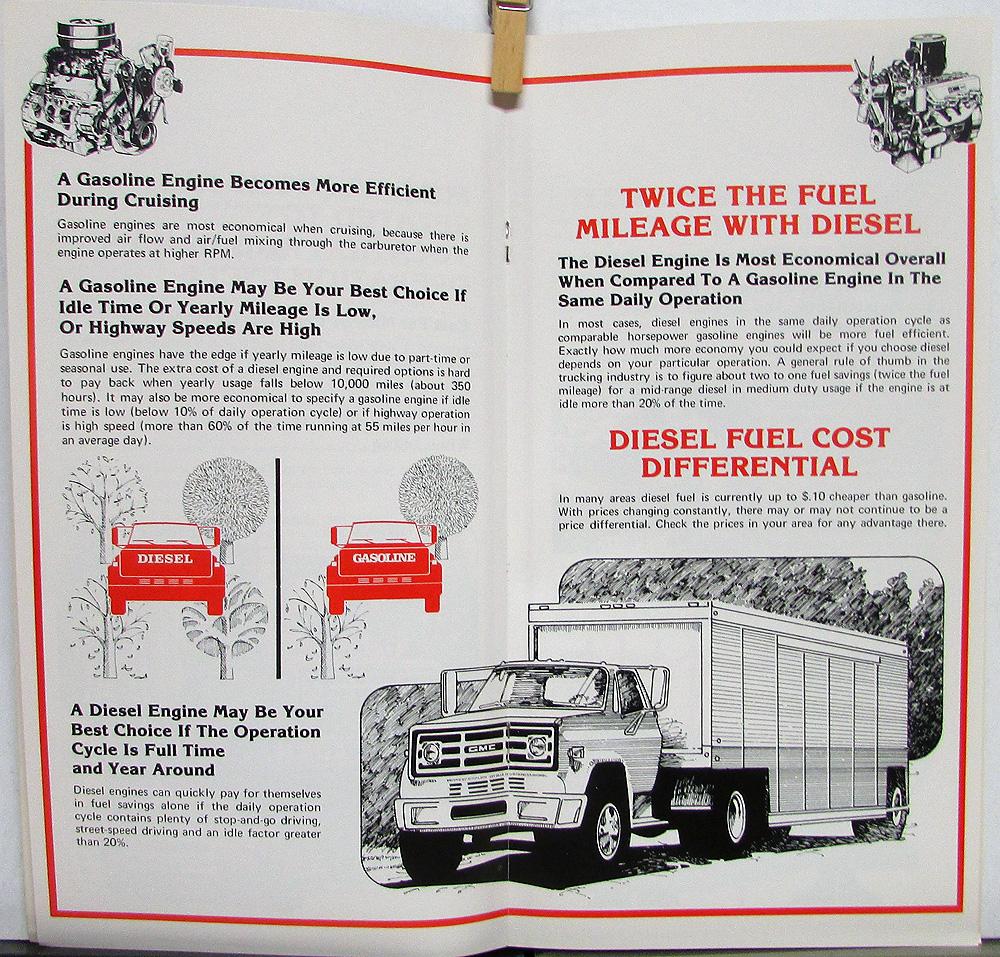 A Gasoline Engine Becomes More Efficient
During Cruising
Gasoline engines are most economical when cruising, because there is
improved air flow and air/fuel mixing through the carburetor when the
engine operates at higher RPM.
A Gasoline Engine May Be Your Best Choice If
Idle Time Or Yearly Mileage Is Low,
Or Highway Speeds Are High
Gasoline engines have the edge if yearly mileage is low due to part-time or
seasonal use. The extra cost of a diesel engine and required options is hard
to pay back when yearly usage falls below 10,000 miles (about 350
hours). It may also be more economical to specify a gasoline engine if idle
time is low (below 10% of daily operation cycle) or if highway operation
is high speed (more than 60% of the time running at 55 miles per hour in
an average day).
DIESEL
GASOLINE
A Diesel Engine May Be Your
Best Choice If The Operation
Cycle Is Full Time
and Year Around
Diesel engines can quickly pay for themselves
in fuel savings alone if the daily operation
cycle contains plenty of stop-and-go driving,
street-speed driving and an idle factor greater
than 20%.
TWICE THE FUEL
MILEAGE WITH DIESEL
The Diesel Engine Is Most Economical Overall
When Compared To A Gasoline Engine In The
Same Daily Operation
In most cases, diesel engines in the same daily operation cycle as
comparable horsepower gasoline engines will be more fuel efficient.
Exactly how much more economy you could expect if you choose diesel
depends on your particular operation. A general rule of thumb in the
trucking industry is to figure about two to one fuel savings (twice the fuel
mileage) for a mid-range diesel in medium duty usage if the engine is at
idle more than 20% of the time.
DIESEL FUEL COST
DIFFERENTIAL
In many areas diesel fuel is currently up to $.10 cheaper than gasoline.
With prices changing constantly, there may or may not continue to be a
price differential. Check the prices in your area for any advantage there.
GMC